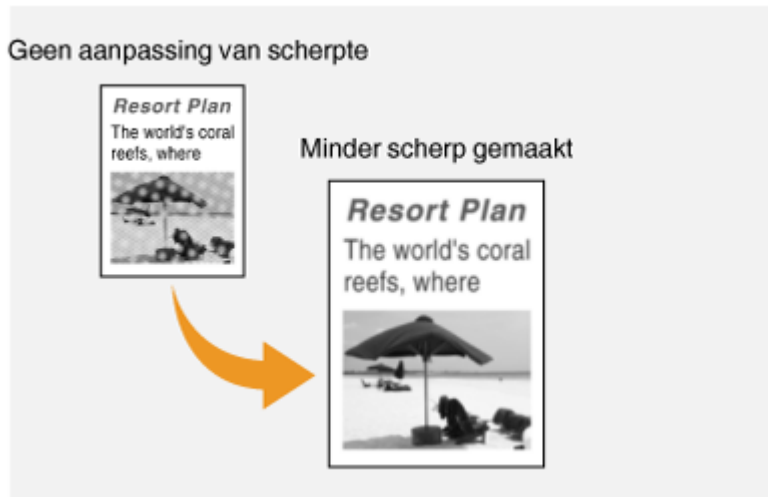 Geen aanpassing van scherpte
Resort Plan
The world's coral
reefs, where
Minder scherp gemaakt
Resort Plan
The world's coral
reefs, where